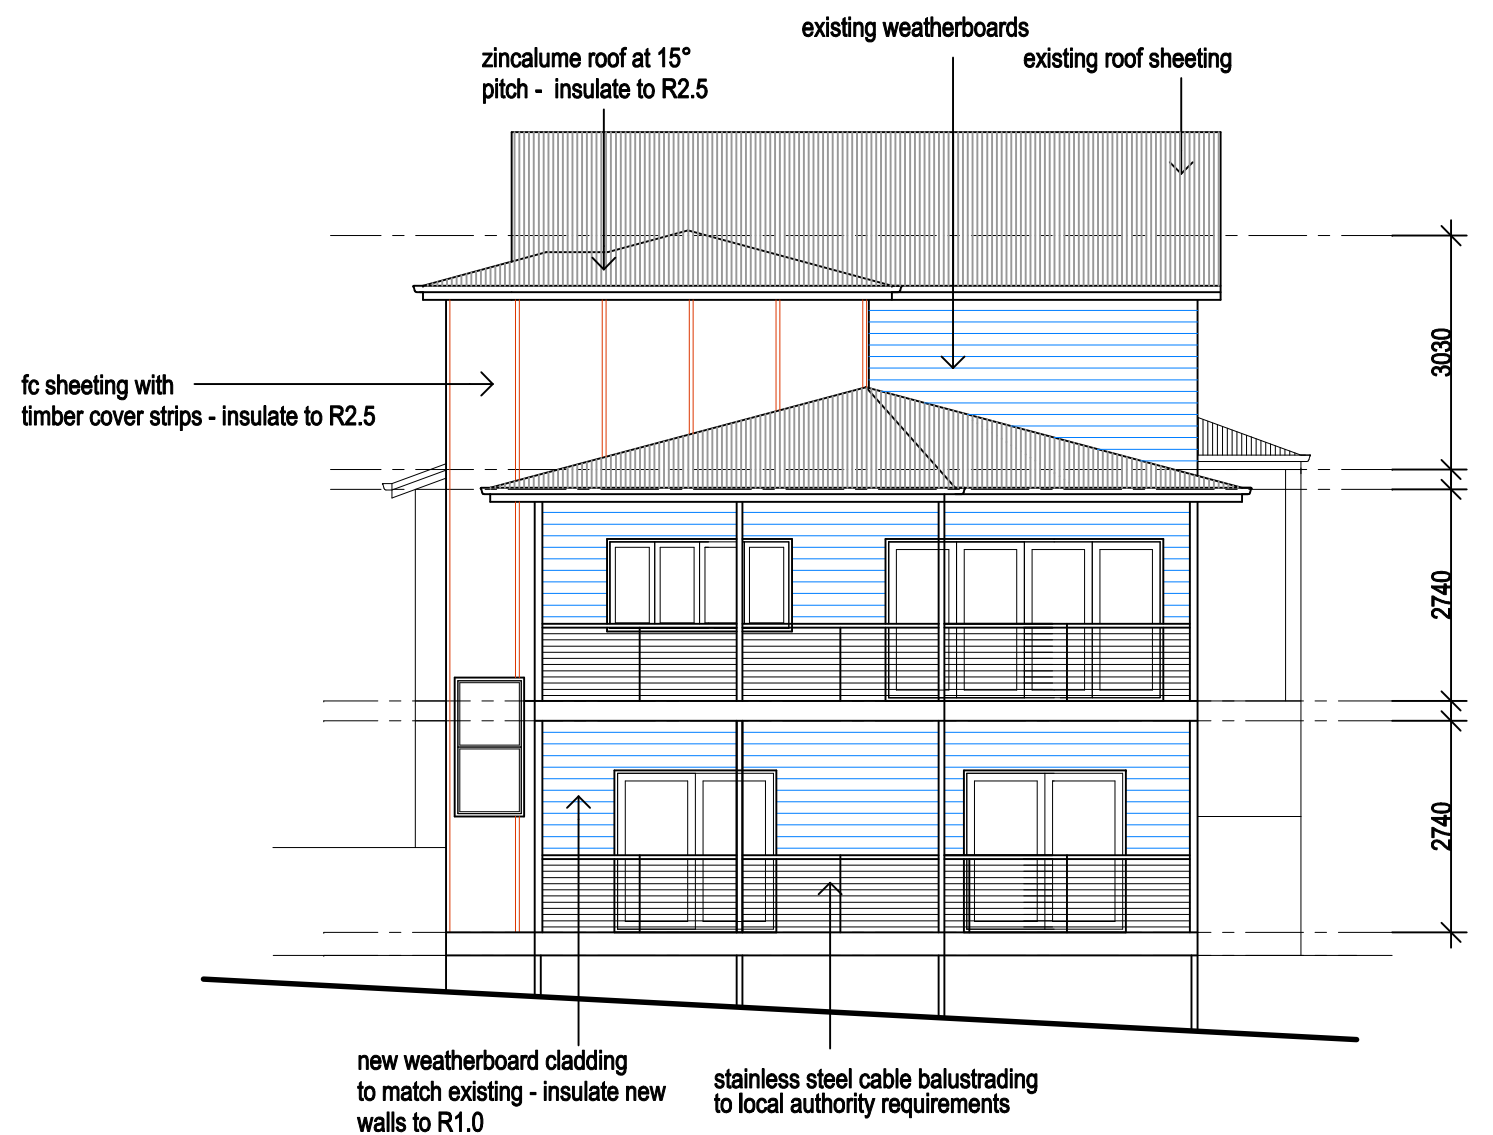 existing weatherboards
zincalume roof at 15°
pitch - insulate to R2.5
existing roof sheeting
3030
fc sheeting with
timber cover strips - insulate to R2.5
2740
2740
new weatherboard cladding
to match existing - insulate new
walls to R1.0
stainless steel cable balustrading
to local authority requirements